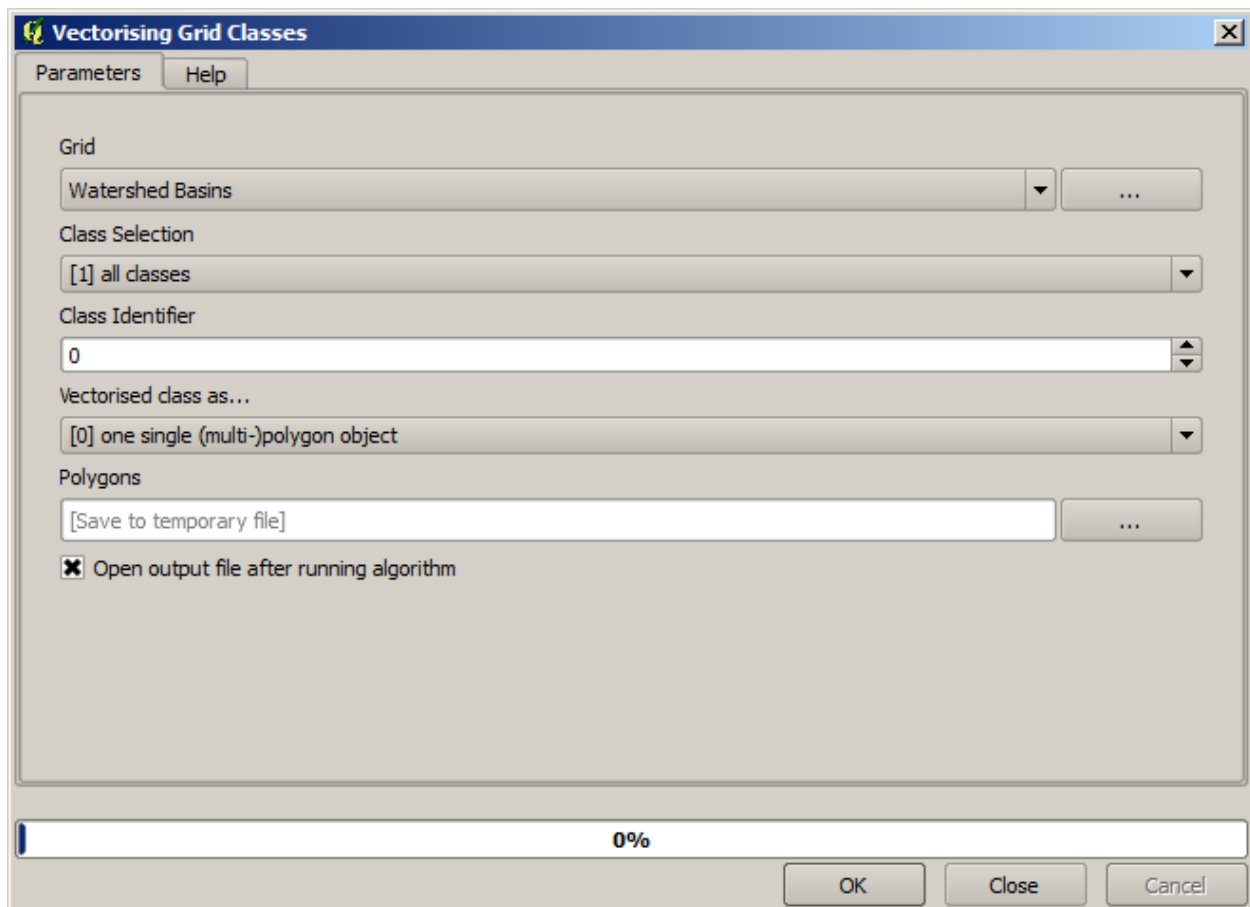 Vectorising Grid Classes
Parameters Help
Grid
Watershed Basins ...
Class Selection
[1] all classes
Class Identifier
0
Vectorised class as...
[0] one single (multi-)polygon object
Polygons
[Save to temporary file] ...
Open output file after running algorithm
0%
OK Close Cancel